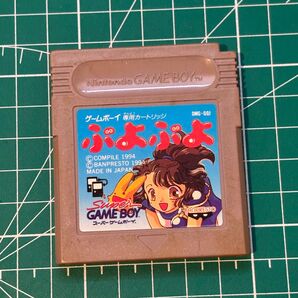 Nintendo GAME BOY
ゲームボーイ 専用カートリッジ
ぷよぷよ
©COMPILE 1994
©BANPRESTO 1994
MADE IN JAPAN
Super
GAME BOY
スーパーゲームボーイ